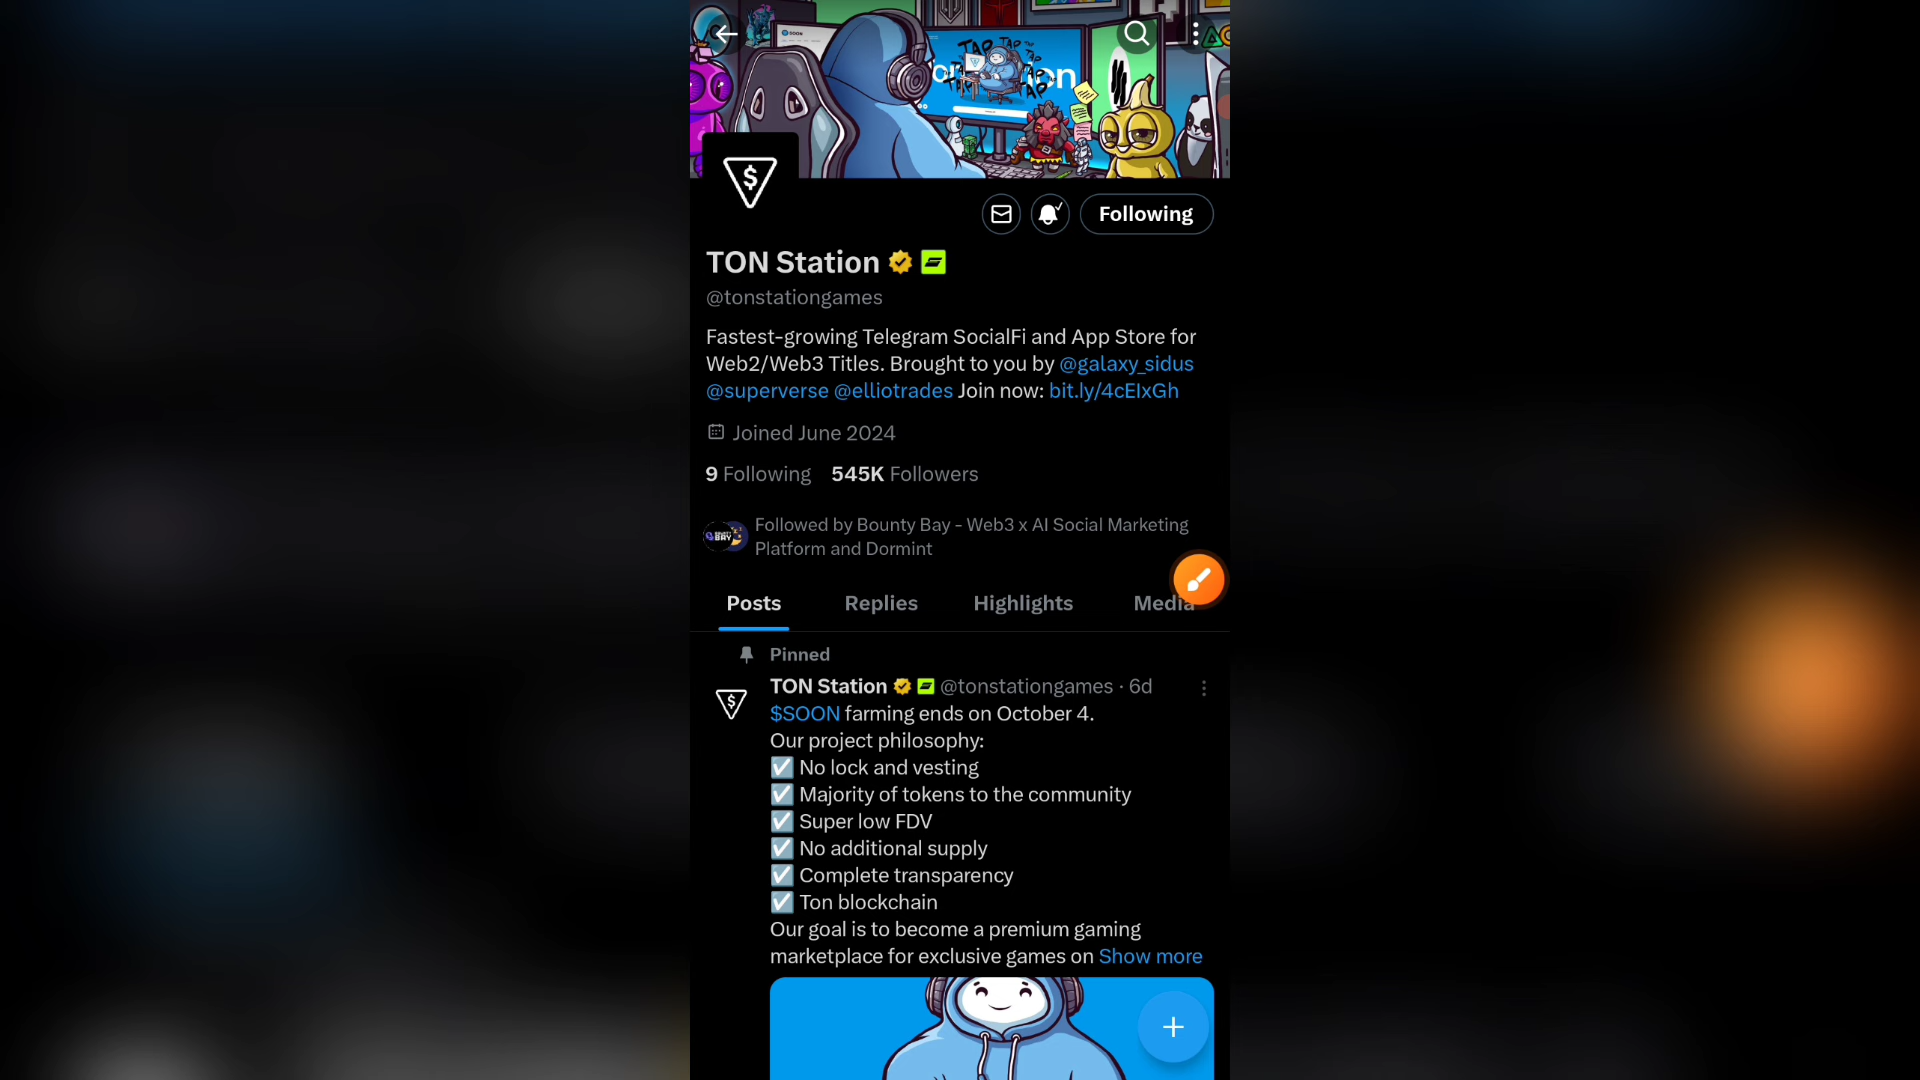 TAP TAP TAP
TON Station
Following
@tonstationgames
Fastest-growing Telegram SocialFi and App Store for
Web2/Web3 Titles. Brought to you by @galaxy_sidus
@superverse @elliotrades Join now: bit.ly/4cEIxGh
Joined June 2024
9 Following 545K Followers
Followed by Bounty Bay - Web3 x AI Social Marketing
Platform and Dormint
Posts Replies Highlights Media
Pinned
TON Station @tonstationgames · 6d
$SOON farming ends on October 4.
Our project philosophy:
☑️ No lock and vesting
☑️ Majority of tokens to the community
☑️ Super low FDV
☑️ No additional supply
☑️ Complete transparency
☑️ Ton blockchain
Our goal is to become a premium gaming
marketplace for exclusive games on Show more